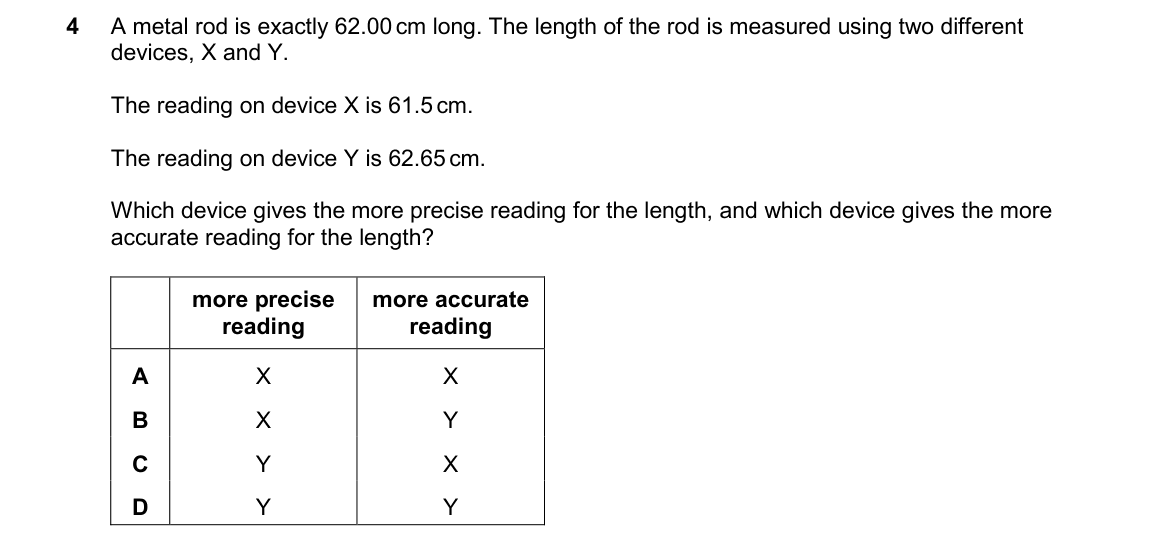 4 A metal rod is exactly 62.00 cm long. The length of the rod is measured using two different
devices, X and Y.
The reading on device X is 61.5 cm.
The reading on device Y is 62.65 cm.
Which device gives the more precise reading for the length, and which device gives the more
accurate reading for the length?
more precise reading more accurate reading
A X X
B X Y
C Y X
D Y Y